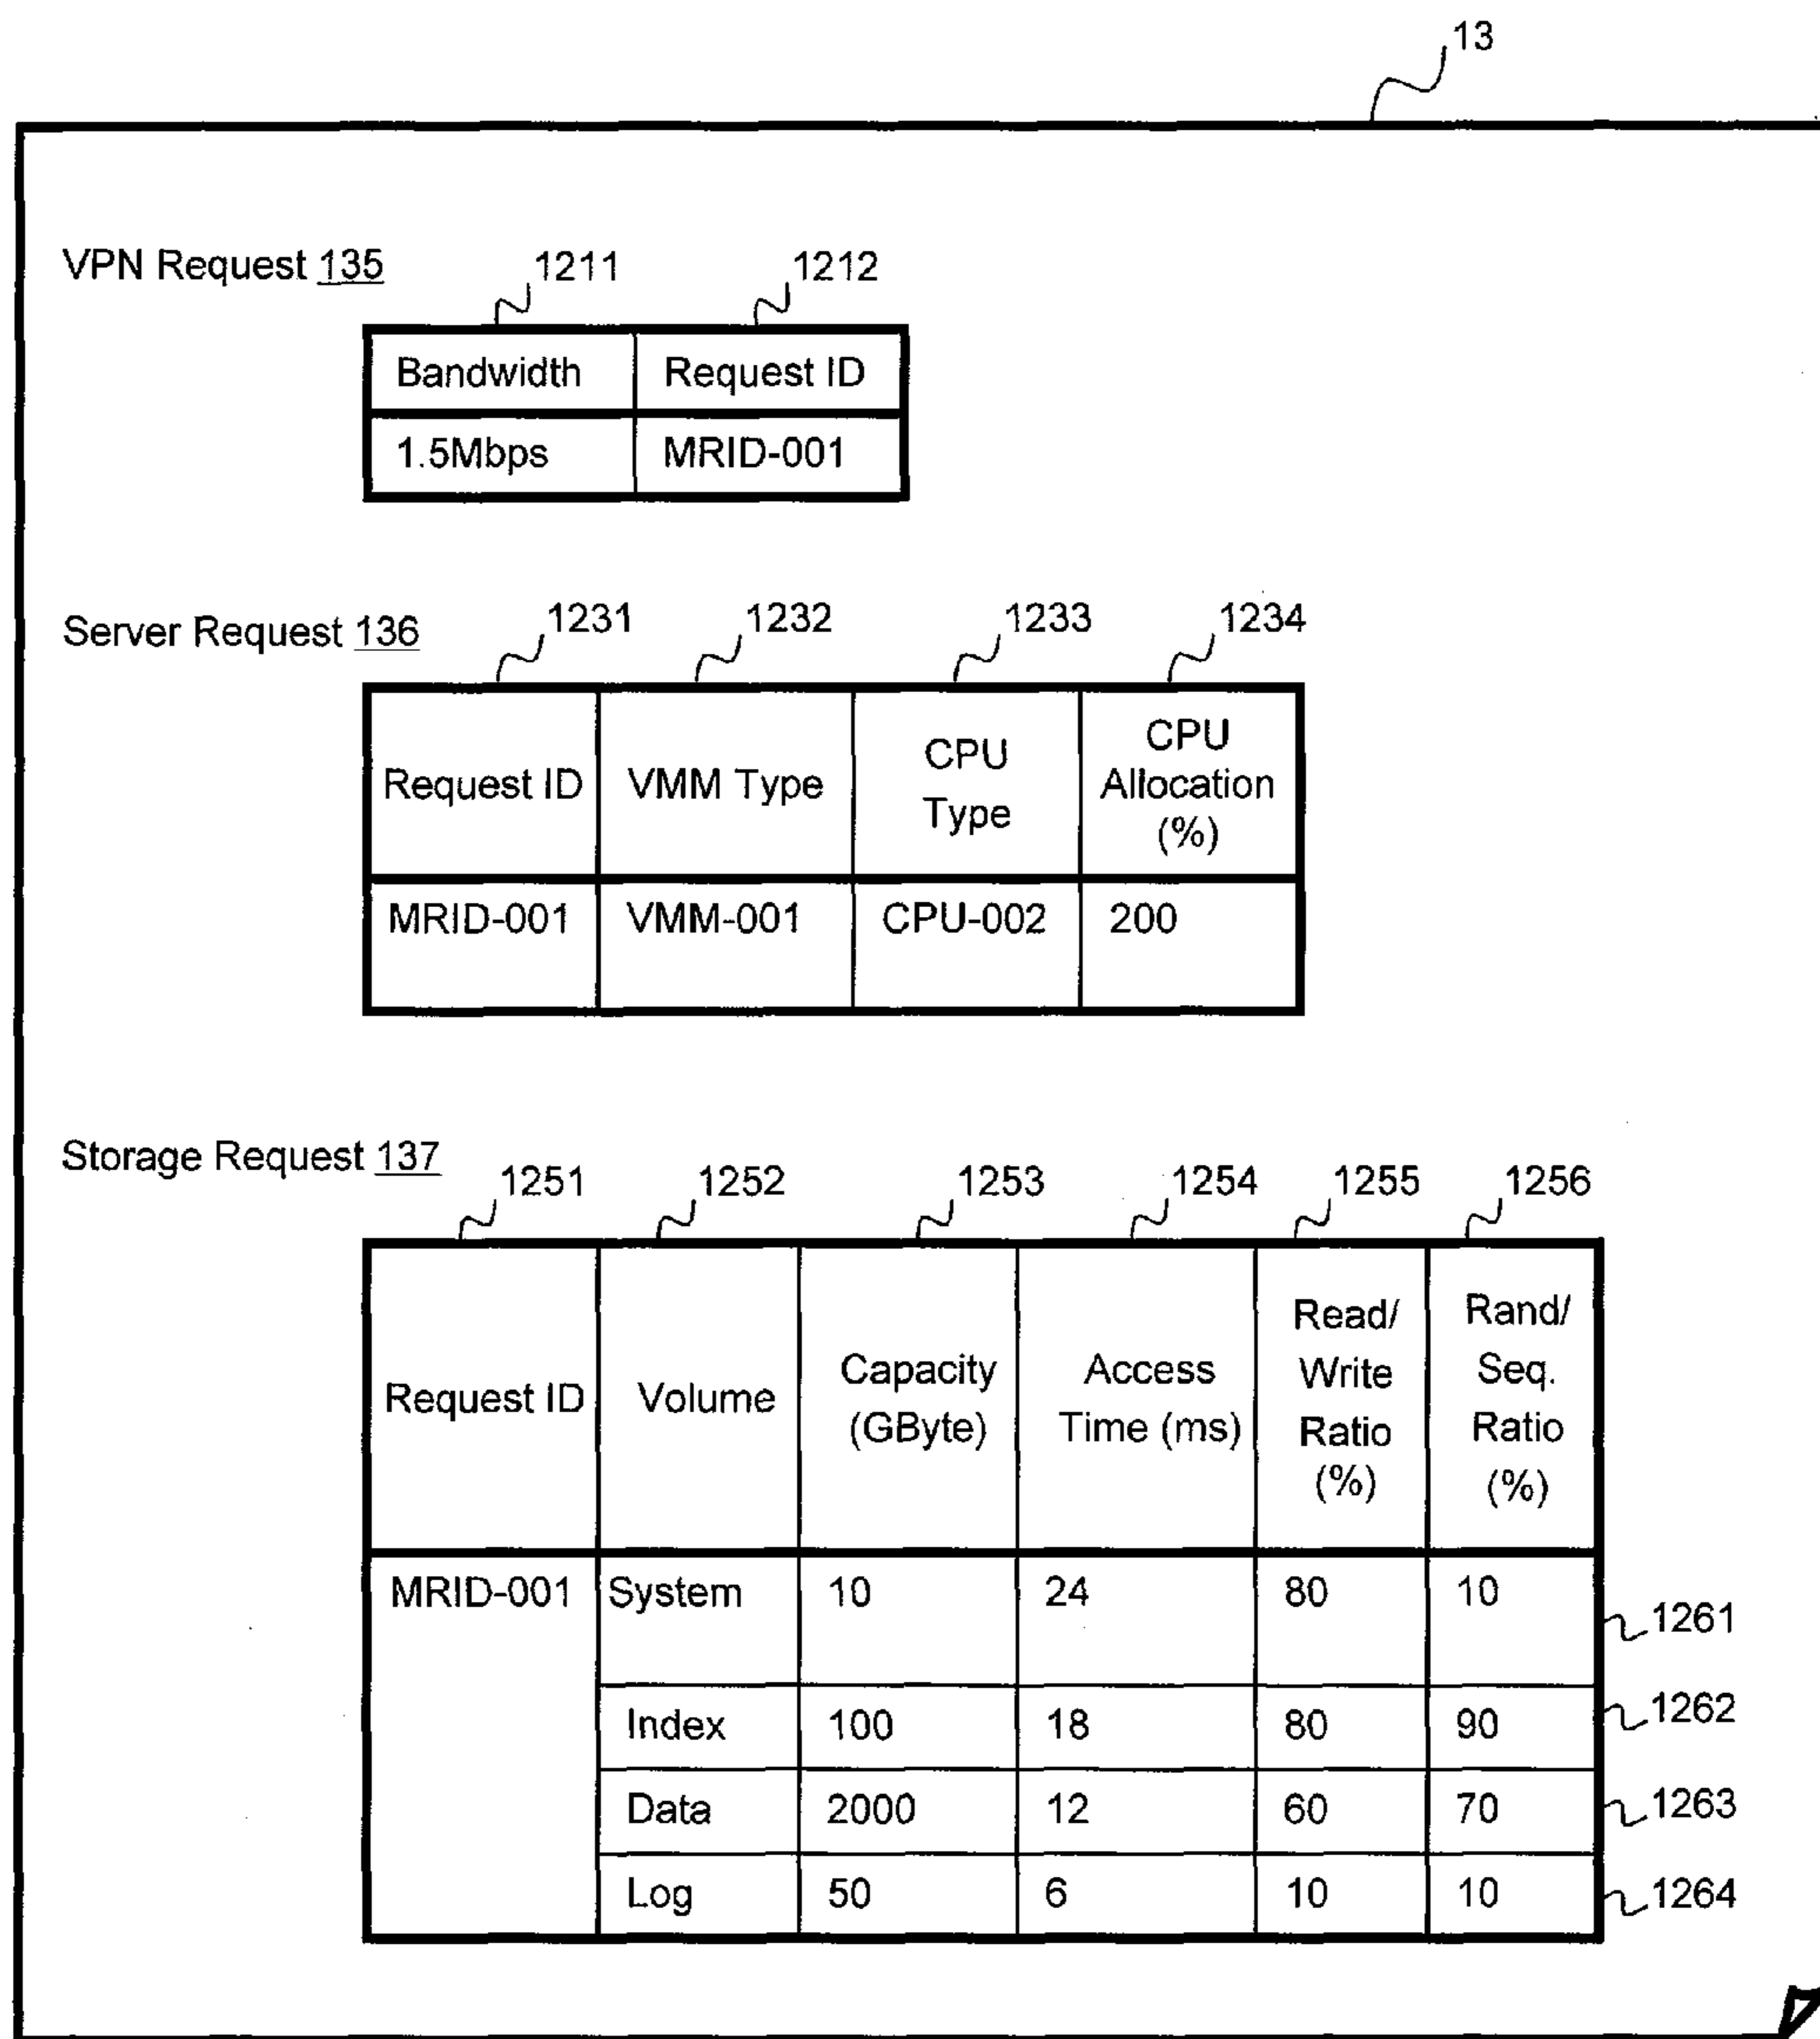 13
VPN Request 135
1211
1212
Bandwidth
Request ID
1.5Mbps
MRID-001
Server Request 136
1231
1232
1233
1234
Request ID
VMM Type
CPU
Type
CPU
Allocation
(%)
MRID-001
VMM-001
CPU-002
200
Storage Request 137
1251
1252
1253
1254
1255
1256
Request ID
Volume
Capacity
(GByte)
Access
Time (ms)
Read/
Write
Ratio
(%)
Rand/
Seq.
Ratio
(%)
MRID-001
System
10
24
80
10
1261
Index
100
18
80
90
1262
Data
2000
12
60
70
1263
Log
50
6
10
10
1264